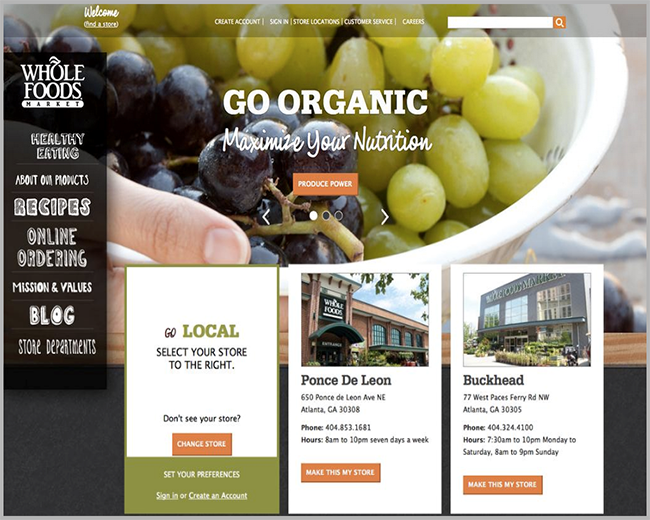 Welcome
(find a store)
CREATE ACCOUNT | SIGN IN | STORE LOCATIONS | CUSTOMER SERVICE | CAREERS
WHOLE
FOODS
MARKET
HEALTHY
EATING
ABOUT OUR PRODUCTS
RECIPES
ONLINE
ORDERING
MISSION & VALUES
BLOG
STORE DEPARTMENTS
GO ORGANIC
Maximize Your Nutrition
PRODUCE POWER
GO LOCAL
SELECT YOUR STORE
TO THE RIGHT.
Don't see your store?
CHANGE STORE
SET YOUR PREFERENCES
Sign in or Create an Account
WHOLE
FOODS
ENTRANCE
Ponce De Leon
650 Ponce de Leon Ave NE
Atlanta, GA 30308
Phone: 404.853.1681
Hours: 8am to 10pm seven days a week
MAKE THIS MY STORE
WHOLE FOODS MARKET
Buckhead
77 West Paces Ferry Rd NW
Atlanta, GA 30305
Phone: 404.324.4100
Hours: 7:30am to 10pm Monday to
Saturday, 8am to 9pm Sunday
MAKE THIS MY STORE